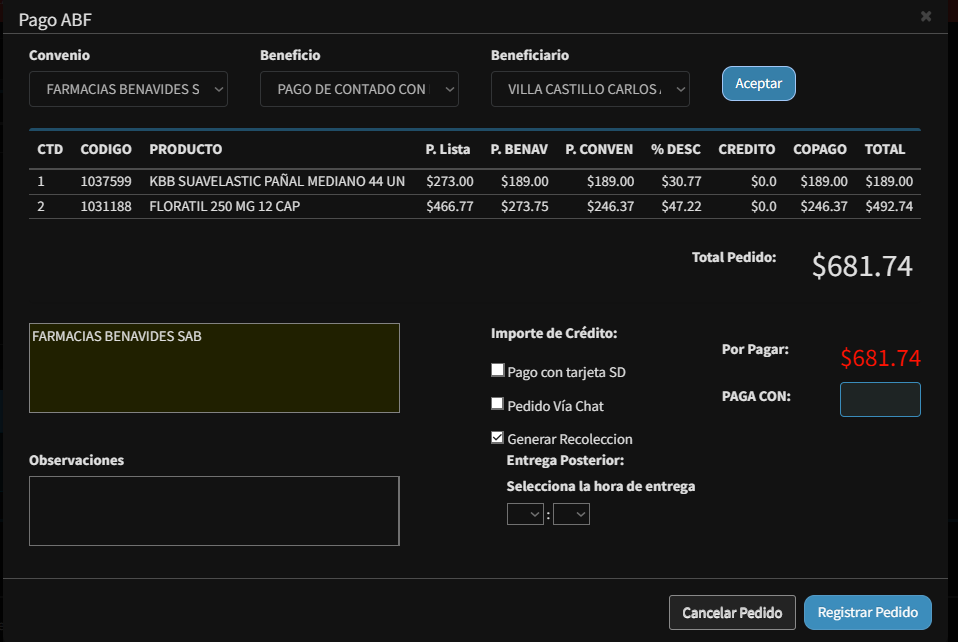 Pago ABF
Convenio Beneficio Beneficiario
FARMACIAS BENAVIDES S PAGO DE CONTADO CON VILLA CASTILLO CARLOS Aceptar
CTD CODIGO PRODUCTO P. Lista P. BENAV P. CONVEN % DESC CREDITO COPAGO TOTAL
1 1037599 KBB SUAVELASTIC PAÑAL MEDIANO 44 UN $273.00 $189.00 $189.00 $30.77 $0.0 $189.00 $189.00
2 1031188 FLORATIL 250 MG 12 CAP $466.77 $273.75 $246.37 $47.22 $0.0 $246.37 $492.74
Total Pedido: $681.74
FARMACIAS BENAVIDES SAB
Importe de Crédito:
Por Pagar: $681.74
Pago con tarjeta SD
PAGA CON:
Pedido Vía Chat
Generar Recoleccion
Observaciones
Entrega Posterior:
Selecciona la hora de entrega
:
Cancelar Pedido Registrar Pedido